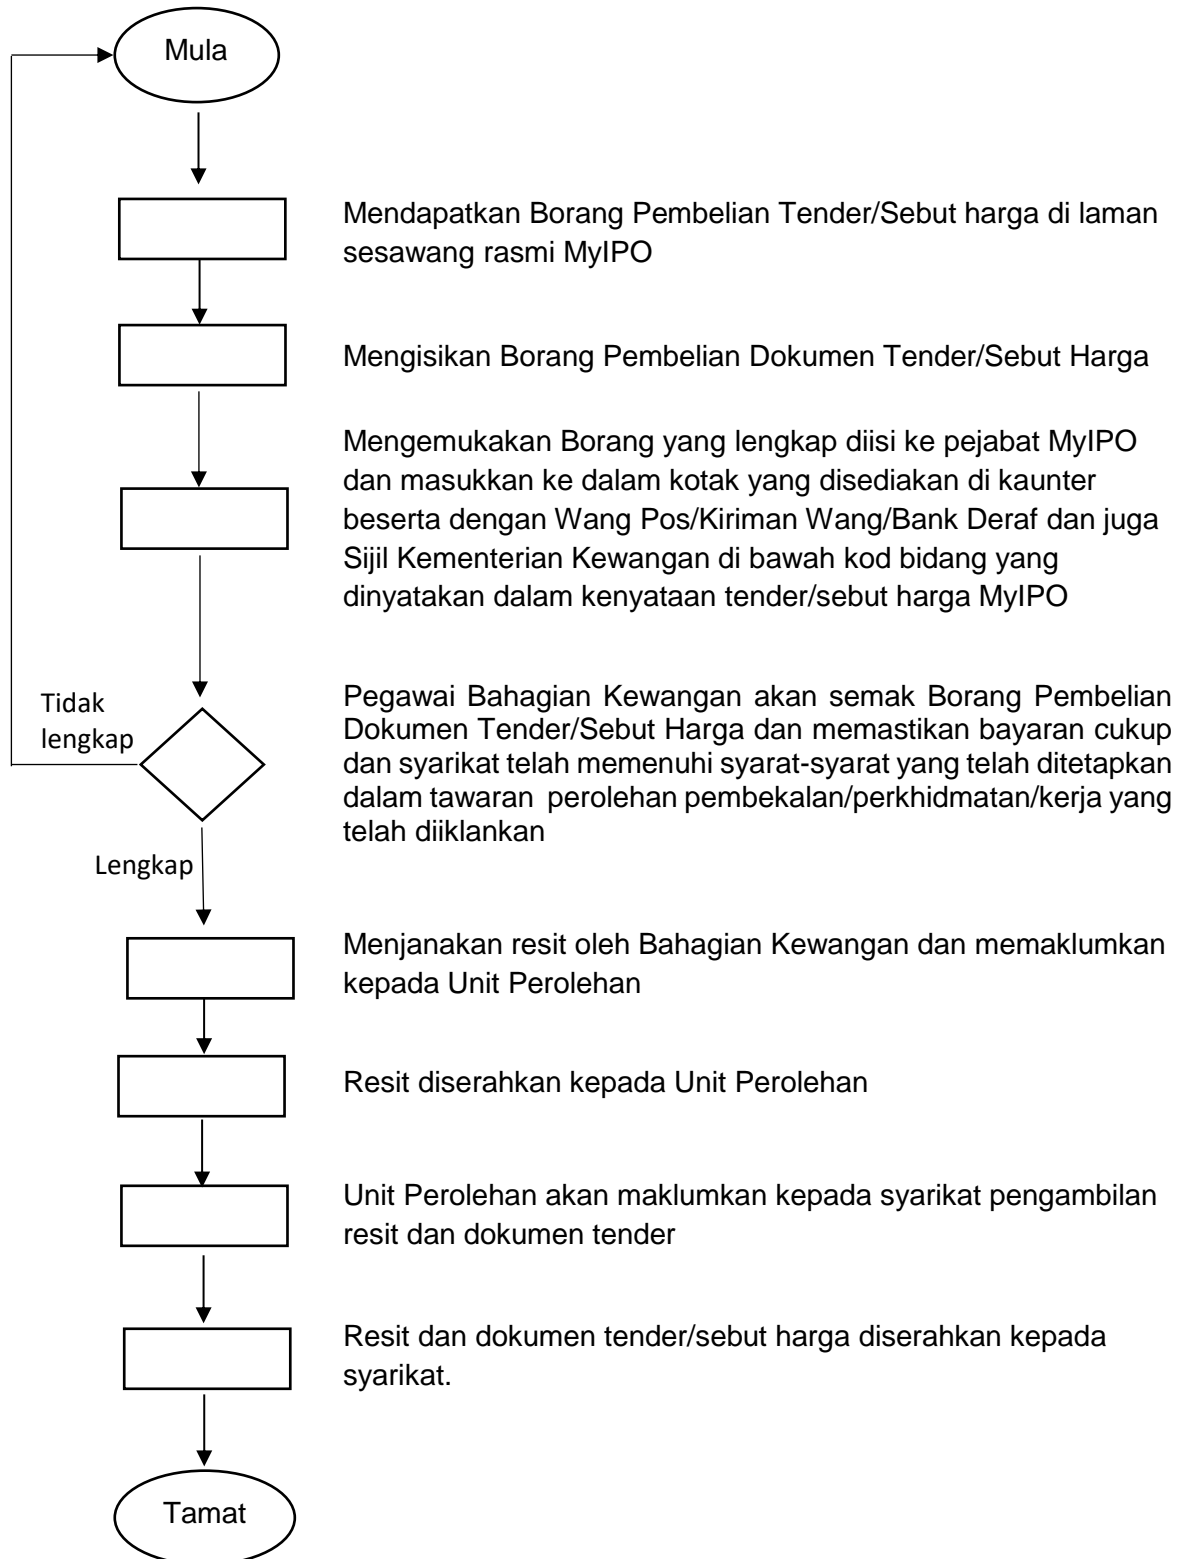 Mula
Mendapatkan Borang Pembelian Tender/Sebut harga di laman
sesawang rasmi MyIPO
Mengisikan Borang Pembelian Dokumen Tender/Sebut Harga
Mengemukakan Borang yang lengkap diisi ke pejabat MyIPO
dan masukkan ke dalam kotak yang disediakan di kaunter
beserta dengan Wang Pos/Kiriman Wang/Bank Deraf dan juga
Sijil Kementerian Kewangan di bawah kod bidang yang
dinyatakan dalam kenyataan tender/sebut harga MyIPO
Tidak
lengkap
Pegawai Bahagian Kewangan akan semak Borang Pembelian
Dokumen Tender/Sebut Harga dan memastikan bayaran cukup
dan syarikat telah memenuhi syarat-syarat yang telah ditetapkan
dalam tawaran perolehan pembekalan/perkhidmatan/kerja yang
telah diiklankan
Lengkap
Menjanakan resit oleh Bahagian Kewangan dan memaklumkan
kepada Unit Perolehan
Resit diserahkan kepada Unit Perolehan
Unit Perolehan akan maklumkan kepada syarikat pengambilan
resit dan dokumen tender
Resit dan dokumen tender/sebut harga diserahkan kepada
syarikat.
Tamat